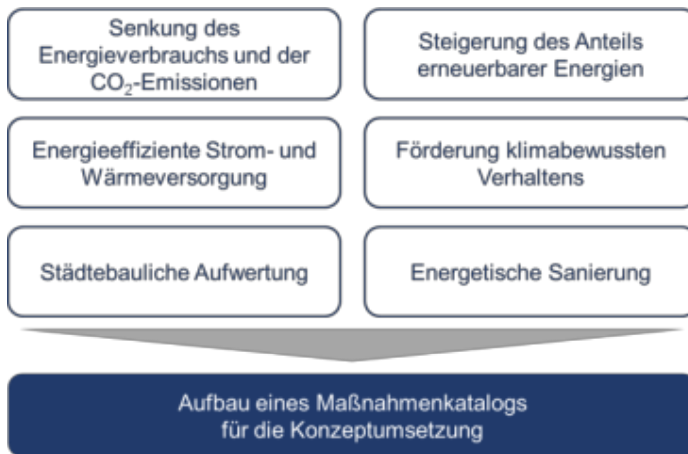 Senkung des
Energieverbrauchs und der
CO₂-Emissionen
Steigerung des Anteils
erneuerbarer Energien
Energieeffiziente Strom- und
Wärmeversorgung
Förderung klimabewussten
Verhaltens
Städtebauliche Aufwertung
Energetische Sanierung
Aufbau eines Maßnahmenkatalogs
für die Konzeptumsetzung